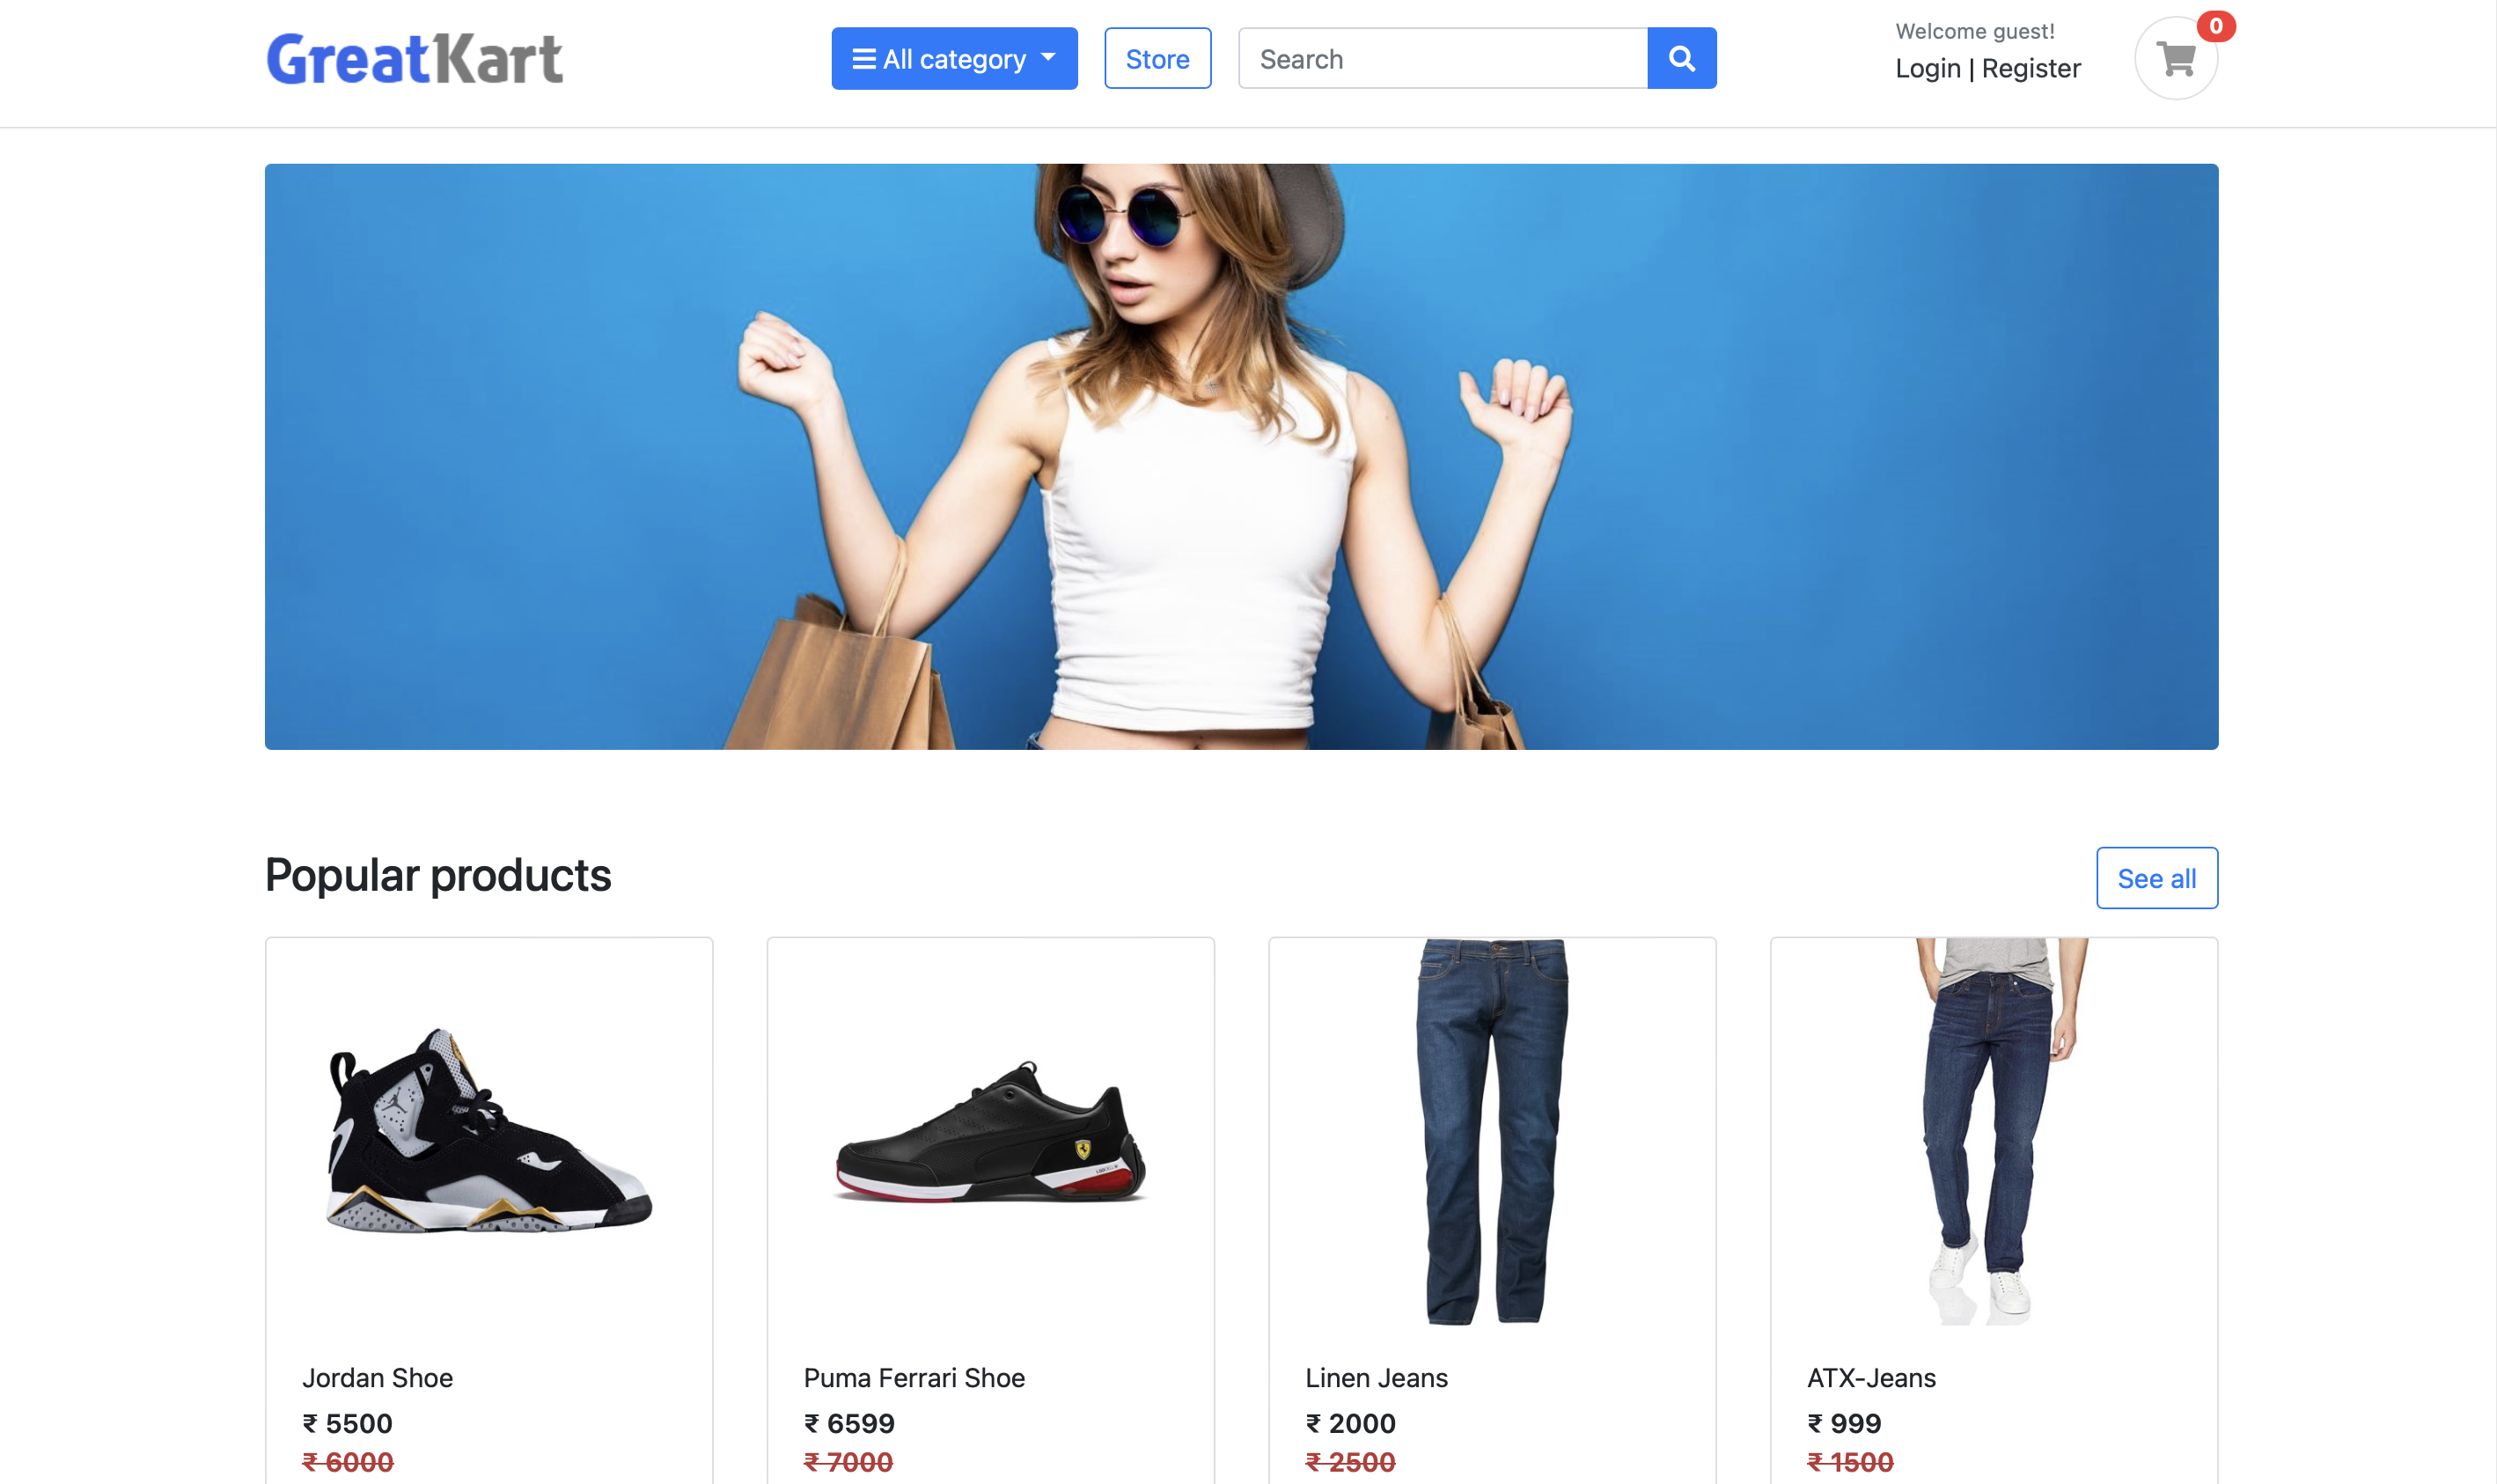 GreatKart
All category
Store
Search
Welcome guest!
Login | Register
0
Popular products
See all
Jordan Shoe
₹ 5500
₹ 6000
Puma Ferrari Shoe
₹ 6599
₹ 7000
Linen Jeans
₹ 2000
₹ 2500
ATX-Jeans
₹ 999
₹ 1500